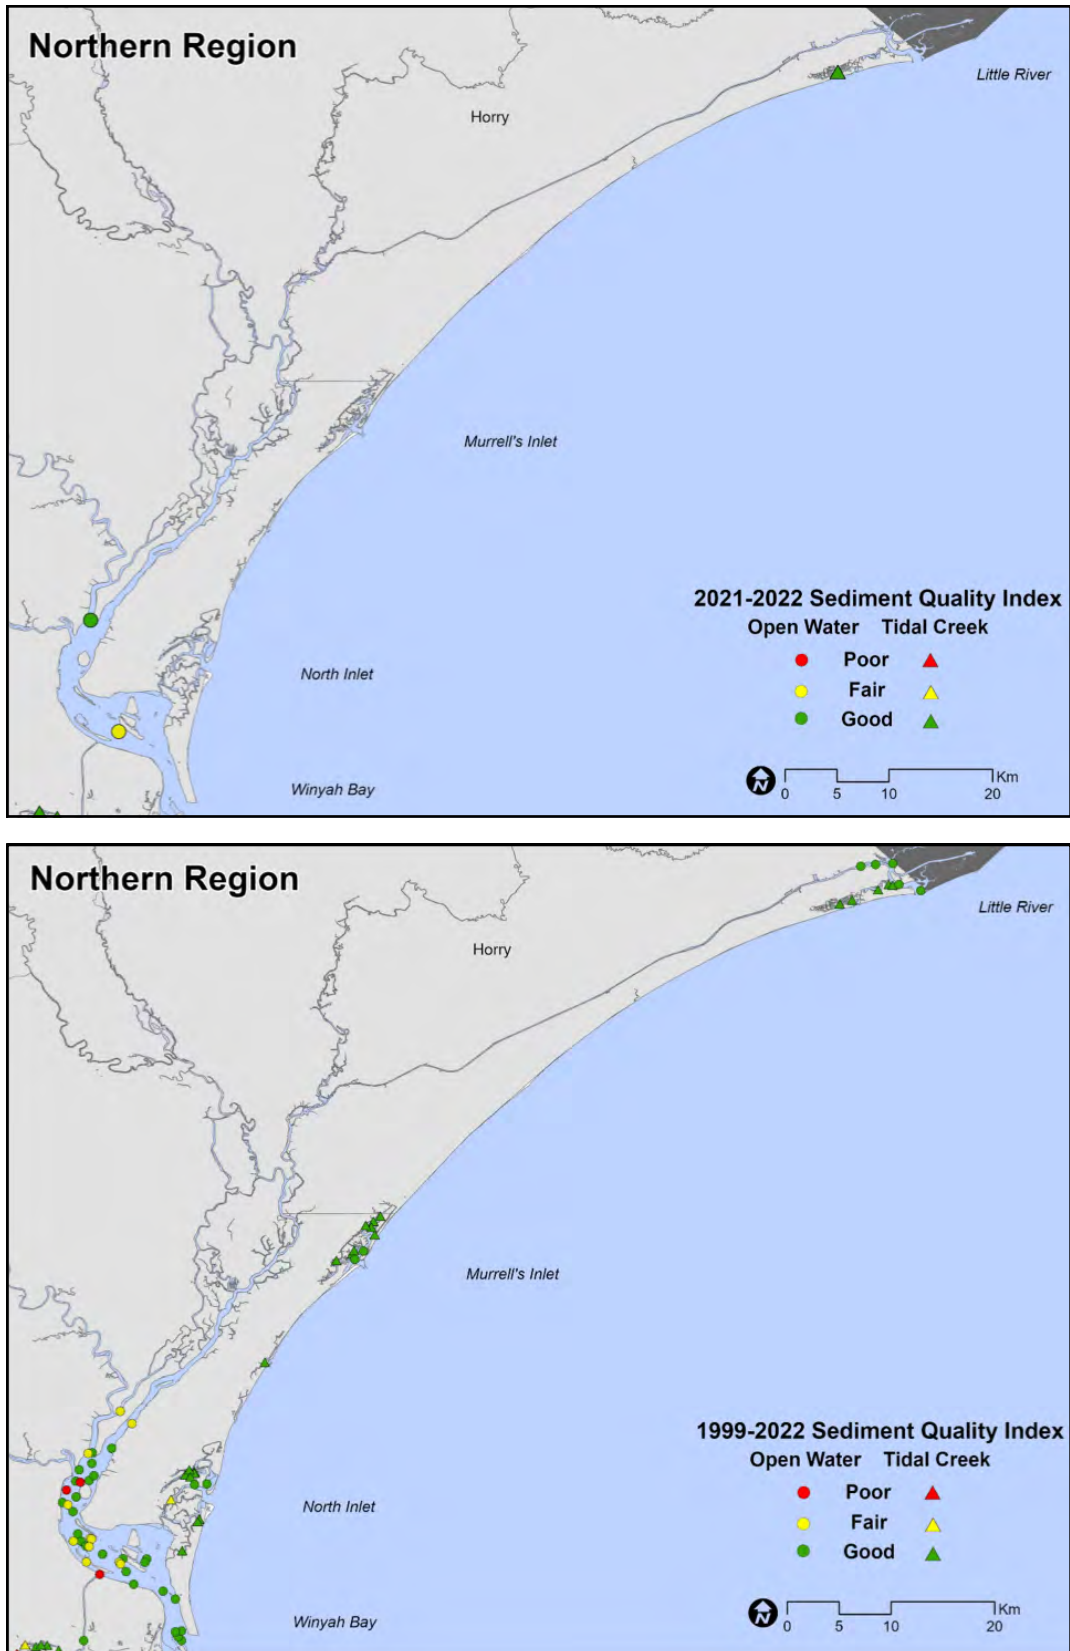 Northern Region
Little River
Horry
Murrell's Inlet
2021-2022 Sediment Quality Index
Open Water Tidal Creek
Poor
Fair
Good
North Inlet
N
Km
0 5 10 20
Winyah Bay
Northern Region
Little River
Horry
Murrell's Inlet
1999-2022 Sediment Quality Index
Open Water Tidal Creek
Poor
Fair
Good
North Inlet
N
Km
0 5 10 20
Winyah Bay